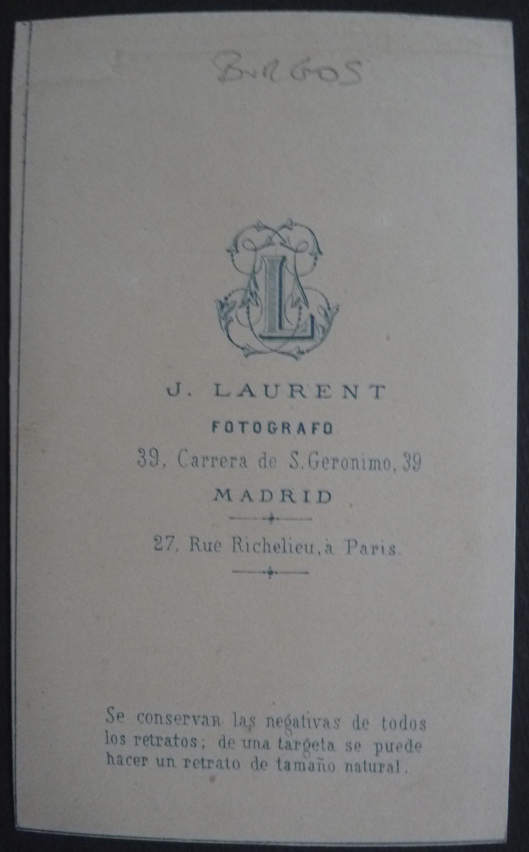 BURGOS
L
J. LAURENT
FOTOGRAFO
39, Carrera de S. Geronimo, 39
MADRID
27, Rue Richelieu, à Paris.
Se conservan las negativas de todos
los retratos; de una targeta se puede
hacer un retrato de tamaño natural.